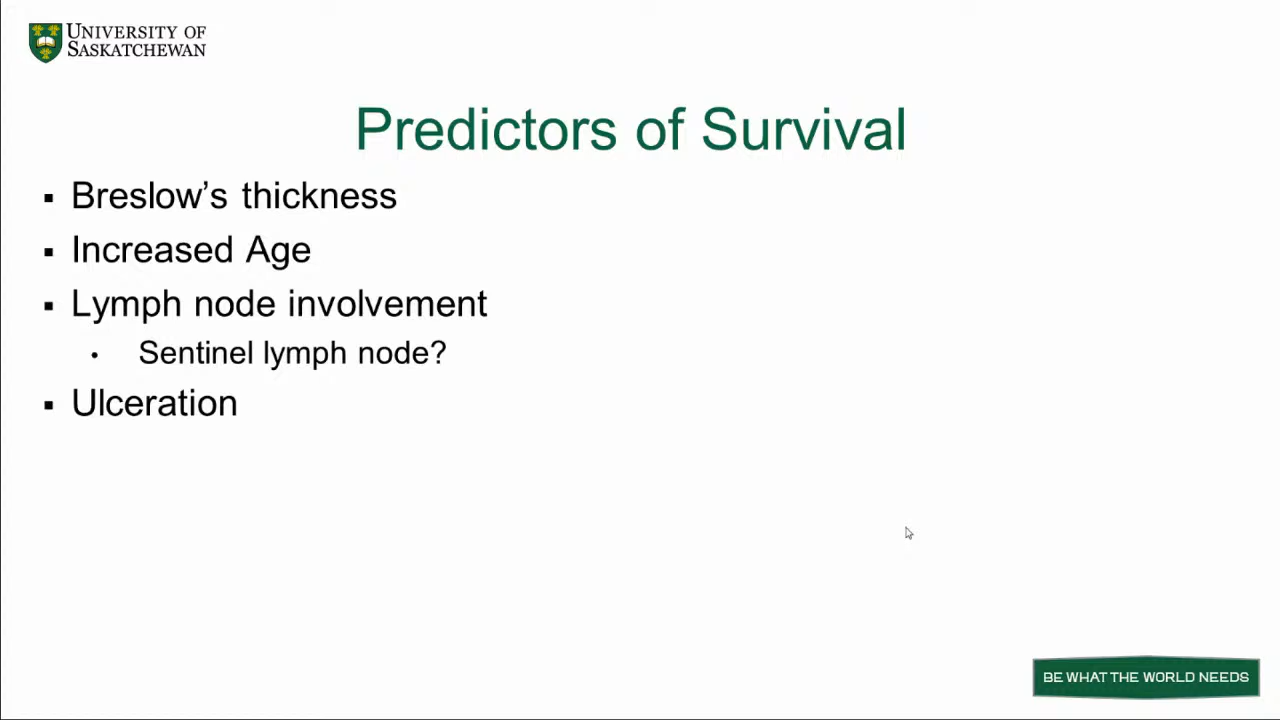 UNIVERSITY OF
SASKATCHEWAN
Predictors of Survival
▪ Breslow’s thickness
▪ Increased Age
▪ Lymph node involvement
• Sentinel lymph node?
▪ Ulceration
BE WHAT THE WORLD NEEDS